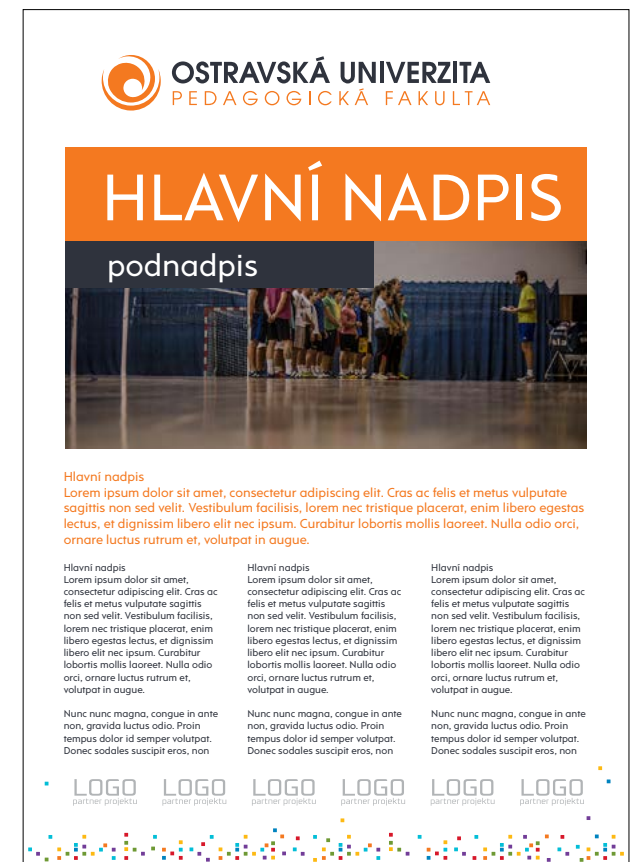 OSTRAVSKÁ UNIVERZITA
PEDAGOGICKÁ FAKULTA
HLAVNÍ NADPIS
podnadpis
Hlavní nadpis
Lorem ipsum dolor sit amet, consectetur adipiscing elit. Cras ac felis et metus vulputate
sagittis non sed velit. Vestibulum facilisis, lorem nec tristique placerat, enim libero egestas
lectus, et dignissim libero elit nec ipsum. Curabitur lobortis mollis laoreet. Nulla odio orci,
ornare luctus rutrum et, volutpat in augue.
Hlavní nadpis
Lorem ipsum dolor sit amet,
consectetur adipiscing elit. Cras ac
felis et metus vulputate sagittis
non sed velit. Vestibulum facilisis,
lorem nec tristique placerat, enim
libero egestas lectus, et dignissim
libero elit nec ipsum. Curabitur
lobortis mollis laoreet. Nulla odio
orci, ornare luctus rutrum et,
volutpat in augue.
Nunc nunc magna, congue in ante
non, gravida luctus odio. Proin
tempus dolor id semper volutpat.
Donec sodales suscipit eros, non
Hlavní nadpis
Lorem ipsum dolor sit amet,
consectetur adipiscing elit. Cras ac
felis et metus vulputate sagittis
non sed velit. Vestibulum facilisis,
lorem nec tristique placerat, enim
libero egestas lectus, et dignissim
libero elit nec ipsum. Curabitur
lobortis mollis laoreet. Nulla odio
orci, ornare luctus rutrum et,
volutpat in augue.
Nunc nunc magna, congue in ante
non, gravida luctus odio. Proin
tempus dolor id semper volutpat.
Donec sodales suscipit eros, non
Hlavní nadpis
Lorem ipsum dolor sit amet,
consectetur adipiscing elit. Cras ac
felis et metus vulputate sagittis
non sed velit. Vestibulum facilisis,
lorem nec tristique placerat, enim
libero egestas lectus, et dignissim
libero elit nec ipsum. Curabitur
lobortis mollis laoreet. Nulla odio
orci, ornare luctus rutrum et,
volutpat in augue.
Nunc nunc magna, congue in ante
non, gravida luctus odio. Proin
tempus dolor id semper volutpat.
Donec sodales suscipit eros, non
LOGO LOGO LOGO LOGO LOGO LOGO
partner projektu partner projektu partner projektu partner projektu partner projektu partner projektu